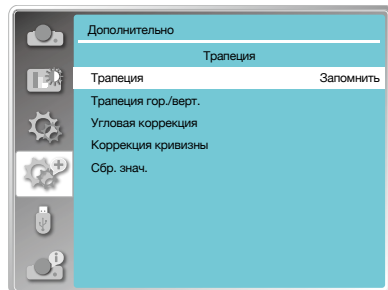 Дополнительно
Трапеция
Трапеция Запомнить
Трапеция гор./верт.
Угловая коррекция
Коррекция кривизны
Сбр. знач.